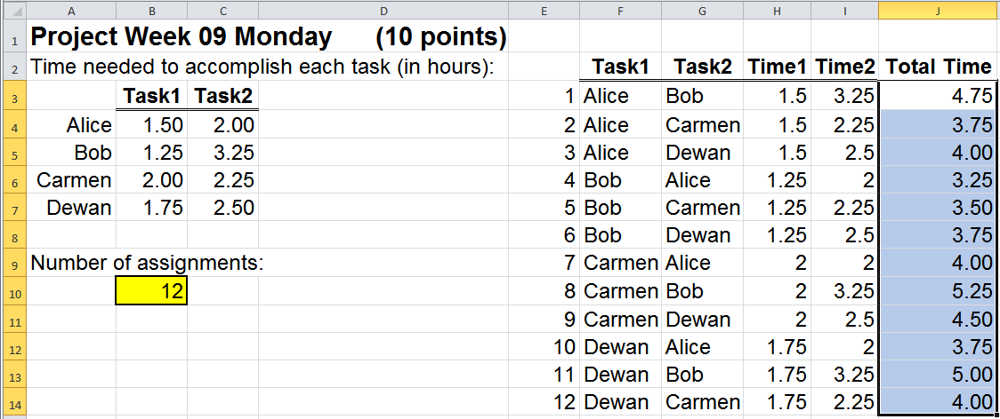 A B C D E F G H I J
1 Project Week 09 Monday (10 points)
2 Time needed to accomplish each task (in hours): Task1 Task2 Time1 Time2 Total Time
3 Task1 Task2 1 Alice Bob 1.5 3.25 4.75
4 Alice 1.50 2.00 2 Alice Carmen 1.5 2.25 3.75
5 Bob 1.25 3.25 3 Alice Dewan 1.5 2.5 4.00
6 Carmen 2.00 2.25 4 Bob Alice 1.25 2 3.25
7 Dewan 1.75 2.50 5 Bob Carmen 1.25 2.25 3.50
8 6 Bob Dewan 1.25 2.5 3.75
9 Number of assignments: 7 Carmen Alice 2 2 4.00
10 12 8 Carmen Bob 2 3.25 5.25
11 9 Carmen Dewan 2 2.5 4.50
12 10 Dewan Alice 1.75 2 3.75
13 11 Dewan Bob 1.75 3.25 5.00
14 12 Dewan Carmen 1.75 2.25 4.00